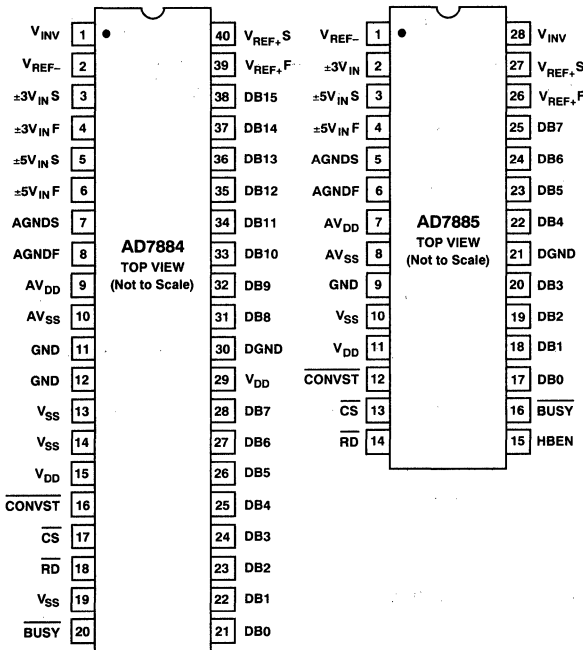 V_INV 1 40 V_REF+S
V_REF– 2 39 V_REF+F
±3V_IN S 3 38 DB15
±3V_IN F 4 37 DB14
±5V_IN S 5 36 DB13
±5V_IN F 6 35 DB12
AGNDS 7 34 DB11
AGNDF 8 33 DB10
AV_DD 9 32 DB9
AV_SS 10 31 DB8
GND 11 30 DGND
GND 12 29 V_DD
V_SS 13 28 DB7
V_SS 14 27 DB6
V_DD 15 26 DB5
CONVST 16 25 DB4
CS 17 24 DB3
RD 18 23 DB2
V_SS 19 22 DB1
BUSY 20 21 DB0
AD7884
TOP VIEW
(Not to Scale)
V_REF– 1 28 V_INV
±3V_IN 2 27 V_REF+S
±5V_IN S 3 26 V_REF+F
±5V_IN F 4 25 DB7
AGNDS 5 24 DB6
AGNDF 6 23 DB5
AV_DD 7 22 DB4
AV_SS 8 21 DGND
GND 9 20 DB3
V_SS 10 19 DB2
V_DD 11 18 DB1
CONVST 12 17 DB0
CS 13 16 BUSY
RD 14 15 HBEN
AD7885
TOP VIEW
(Not to Scale)